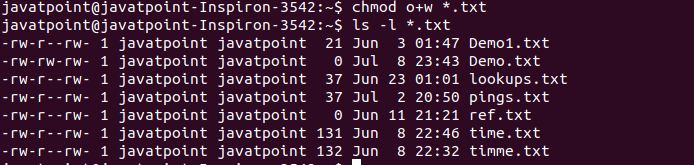 javatpoint@javatpoint-Inspiron-3542:~$ chmod o+w *.txt
javatpoint@javatpoint-Inspiron-3542:~$ ls -l *.txt
-rw-r--rw- 1 javatpoint javatpoint  21 Jun  3 01:47 Demo1.txt
-rw-rw-rw- 1 javatpoint javatpoint   0 Jul  8 23:43 Demo.txt
-rw-r--rw- 1 javatpoint javatpoint  37 Jun 23 01:01 lookups.txt
-rw-r--rw- 1 javatpoint javatpoint  37 Jul  2 20:50 pings.txt
-rw-r--rw- 1 javatpoint javatpoint   0 Jun 11 21:21 ref.txt
-rw-r--rw- 1 javatpoint javatpoint 131 Jun  8 22:46 time.txt
-rw-r--rw- 1 javatpoint javatpoint 132 Jun  8 22:32 timme.txt
javatpoint@javatpoint-Inspiron-3542:~$